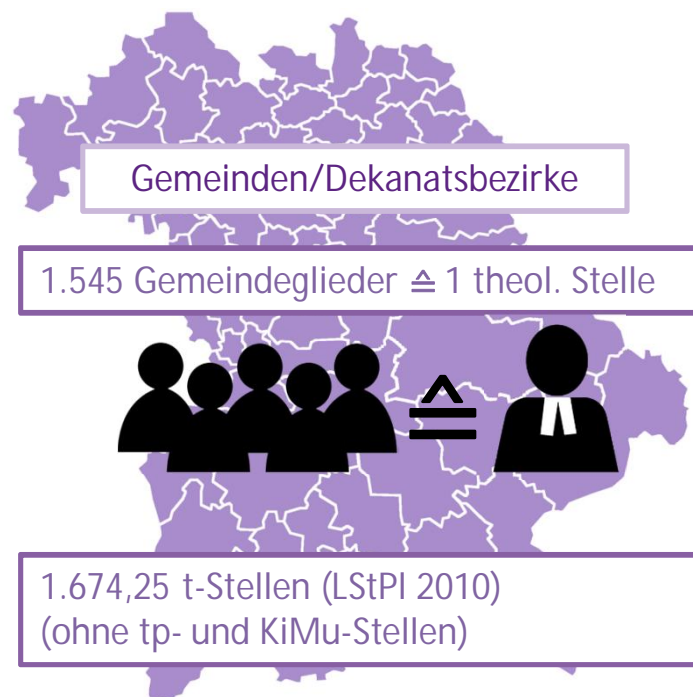 Gemeinden/Dekanatsbezirke
1.545 Gemeindeglieder ≙ 1 theol. Stelle
≙
1.674,25 t-Stellen (LStPl 2010)
(ohne tp- und KiMu-Stellen)